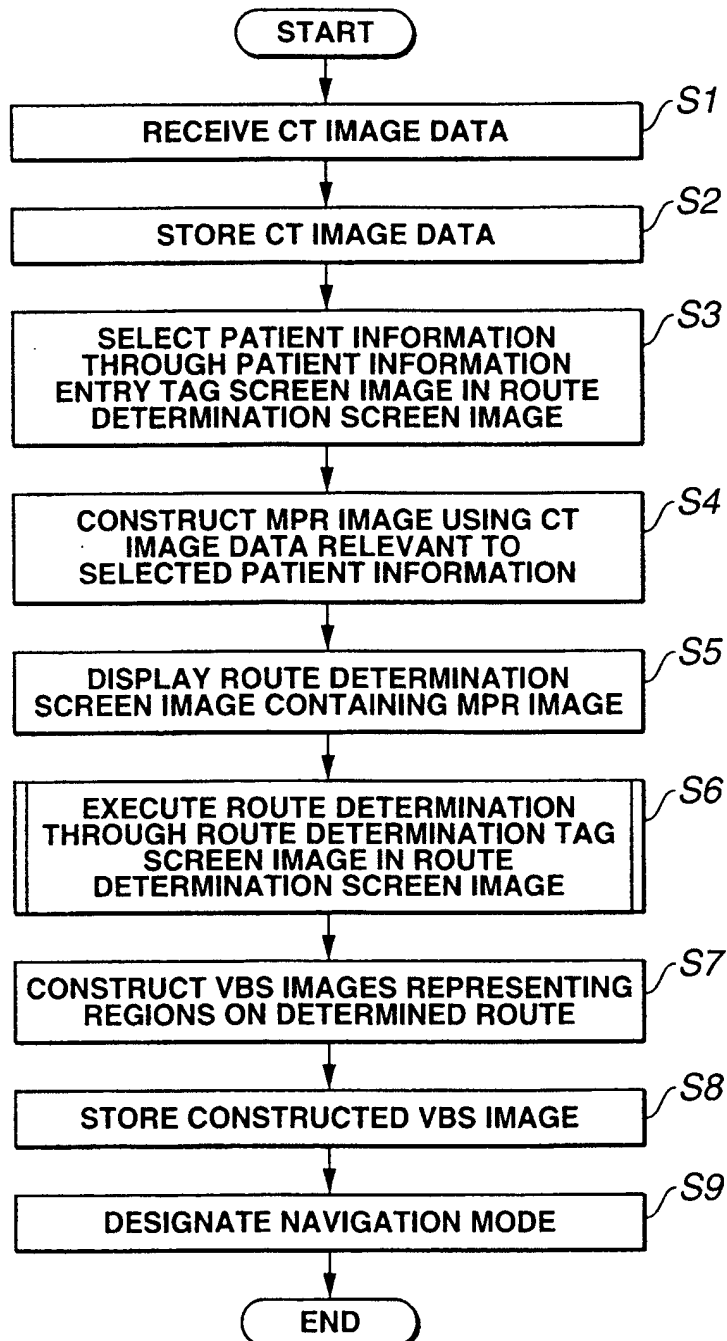 START
S1
RECEIVE CT IMAGE DATA
S2
STORE CT IMAGE DATA
S3
SELECT PATIENT INFORMATION
THROUGH PATIENT INFORMATION
ENTRY TAG SCREEN IMAGE IN ROUTE
DETERMINATION SCREEN IMAGE
S4
CONSTRUCT MPR IMAGE USING CT
IMAGE DATA RELEVANT TO
SELECTED PATIENT INFORMATION
S5
DISPLAY ROUTE DETERMINATION
SCREEN IMAGE CONTAINING MPR IMAGE
S6
EXECUTE ROUTE DETERMINATION
THROUGH ROUTE DETERMINATION TAG
SCREEN IMAGE IN ROUTE
DETERMINATION SCREEN IMAGE
S7
CONSTRUCT VBS IMAGES REPRESENTING
REGIONS ON DETERMINED ROUTE
S8
STORE CONSTRUCTED VBS IMAGE
S9
DESIGNATE NAVIGATION MODE
END